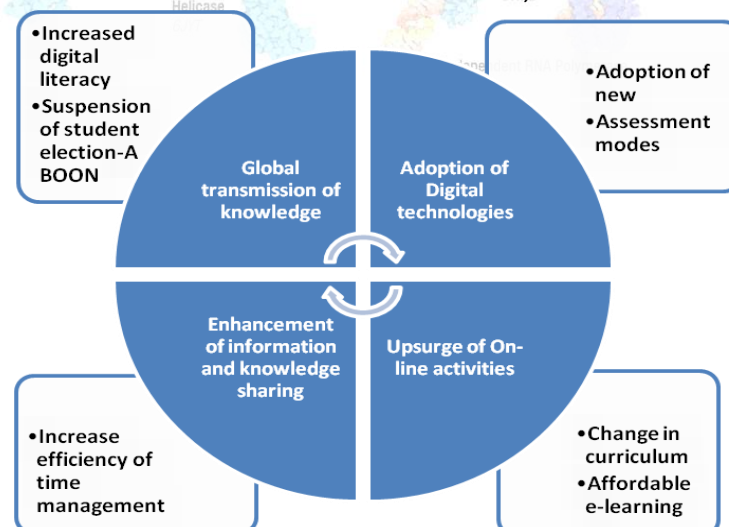 Helicase
•Increased
digital
literacy
•Suspension
of student
election-A
BOON
Global
transmission of
knowledge
Adoption of
Digital
technologies
•Adoption of
new
•Assessment
modes
Enhancement
of information
and knowledge
sharing
Upsurge of On-
line activities
•Increase
efficiency of
time
management
•Change in
curriculum
•Affordable
e-learning